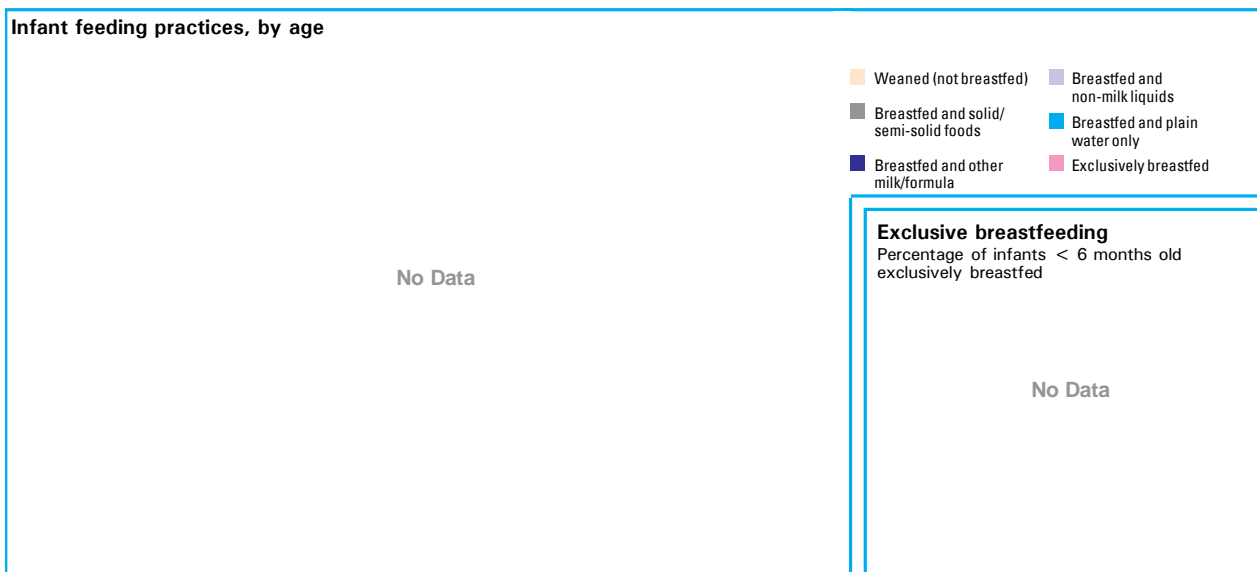 Infant feeding practices, by age
Weaned (not breastfed)
Breastfed and solid/
semi-solid foods
Breastfed and other
milk/formula
Breastfed and
non-milk liquids
Breastfed and plain
water only
Exclusively breastfed
No Data
Exclusive breastfeeding
Percentage of infants < 6 months old
exclusively breastfed
No Data